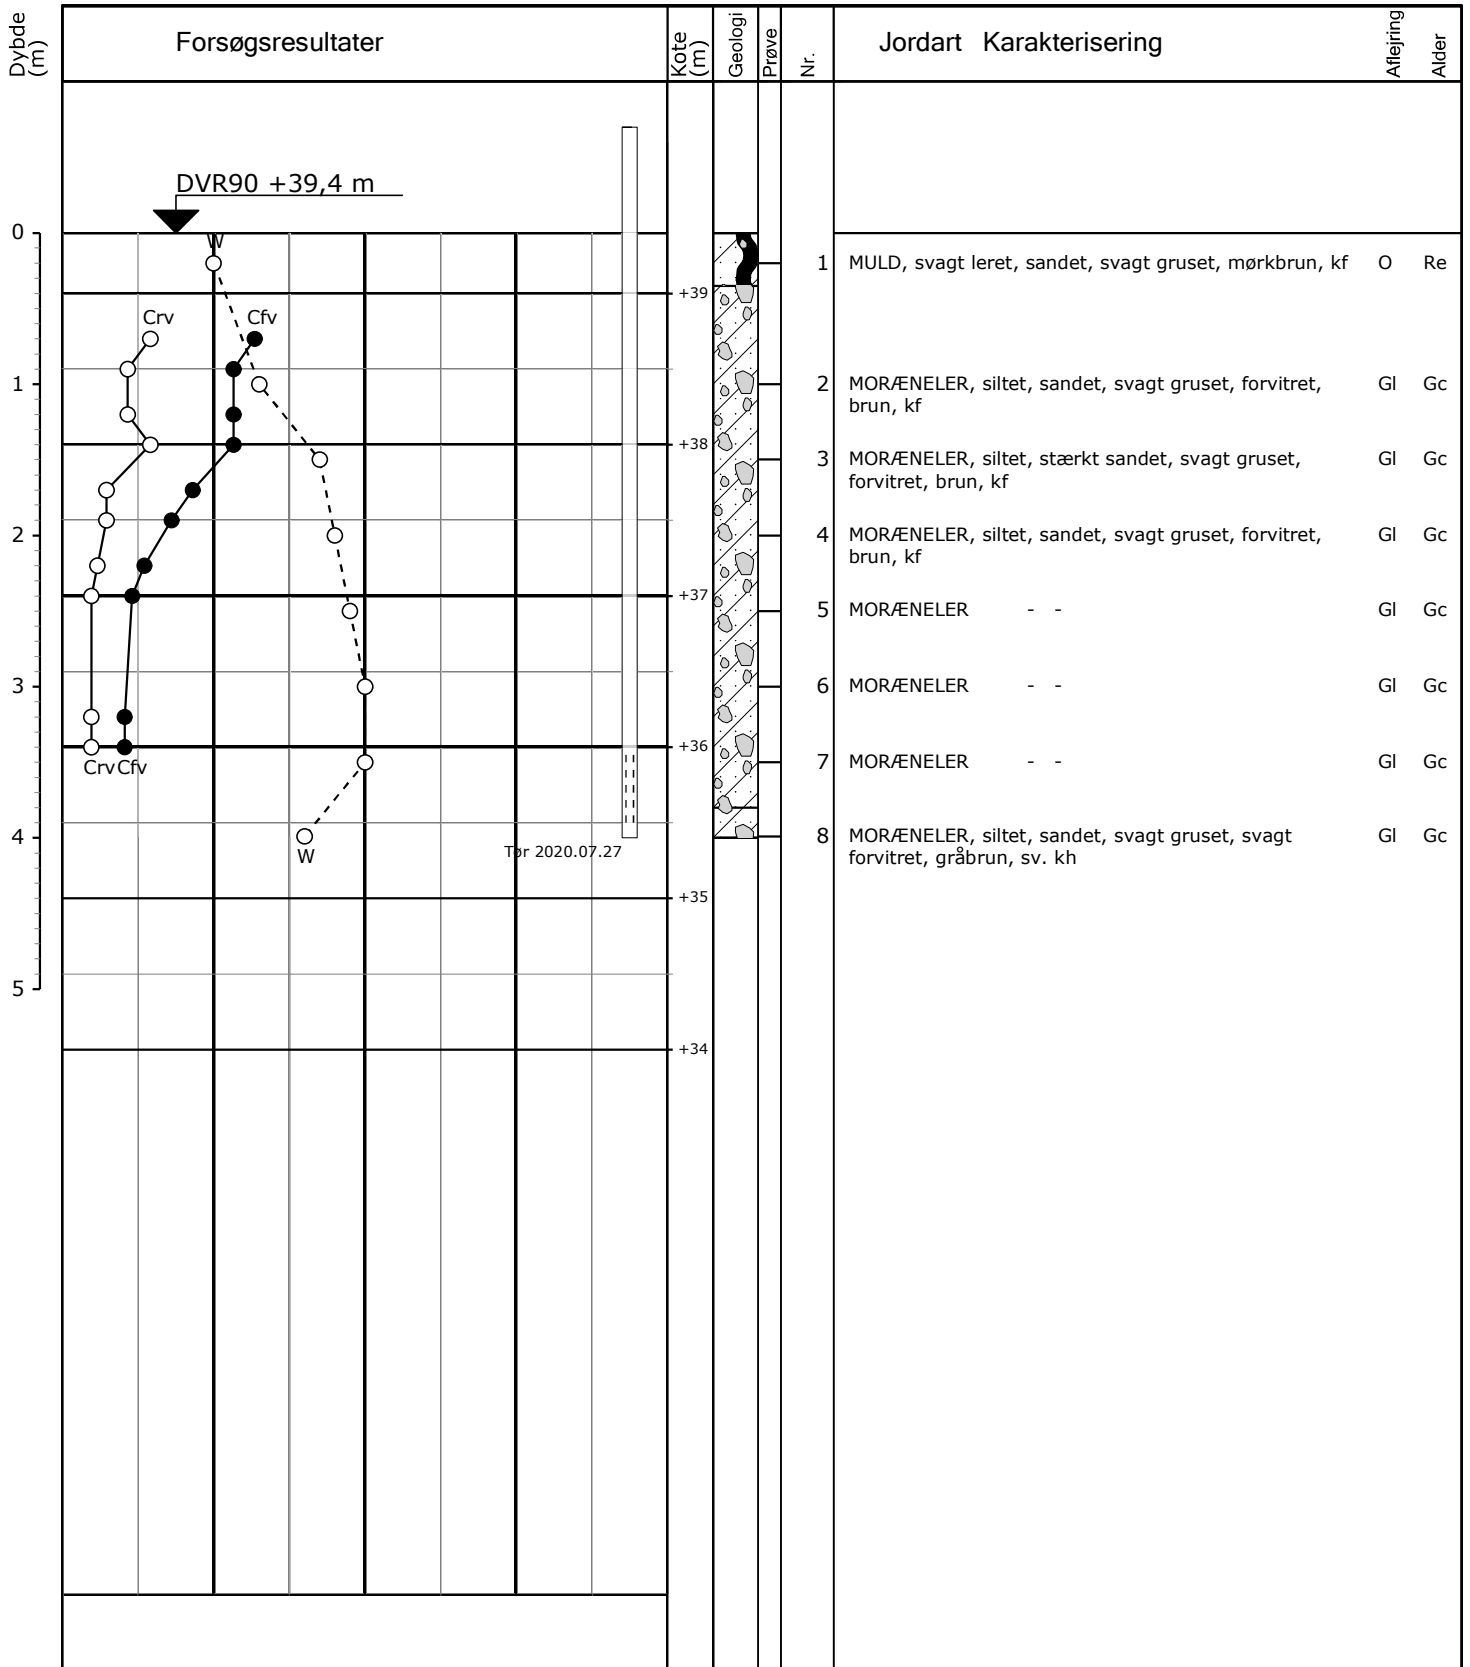 Dybde (m)
Forsøgsresultater
Kote (m)
Geologi
Prøve
Nr.
Jordart Karakterisering
Aflejring
Alder
DVR90 +39,4 m
0
W
1 MULD, svagt leret, sandet, svagt gruset, mørkbrun, kf O Re
+39
Crv Cfv
1
2 MORÆNELER, siltet, sandet, svagt gruset, forvitret, Gl Gc
brun, kf
+38
3 MORÆNELER, siltet, stærkt sandet, svagt gruset, Gl Gc
forvitret, brun, kf
2
4 MORÆNELER, siltet, sandet, svagt gruset, forvitret, Gl Gc
brun, kf
+37
5 MORÆNELER - - Gl Gc
3
6 MORÆNELER - - Gl Gc
+36
Crv Cfv
7 MORÆNELER - - Gl Gc
4
8 MORÆNELER, siltet, sandet, svagt gruset, svagt Gl Gc
forvitret, gråbrun, sv. kh
W
Tør 2020.07.27
+35
5
+34